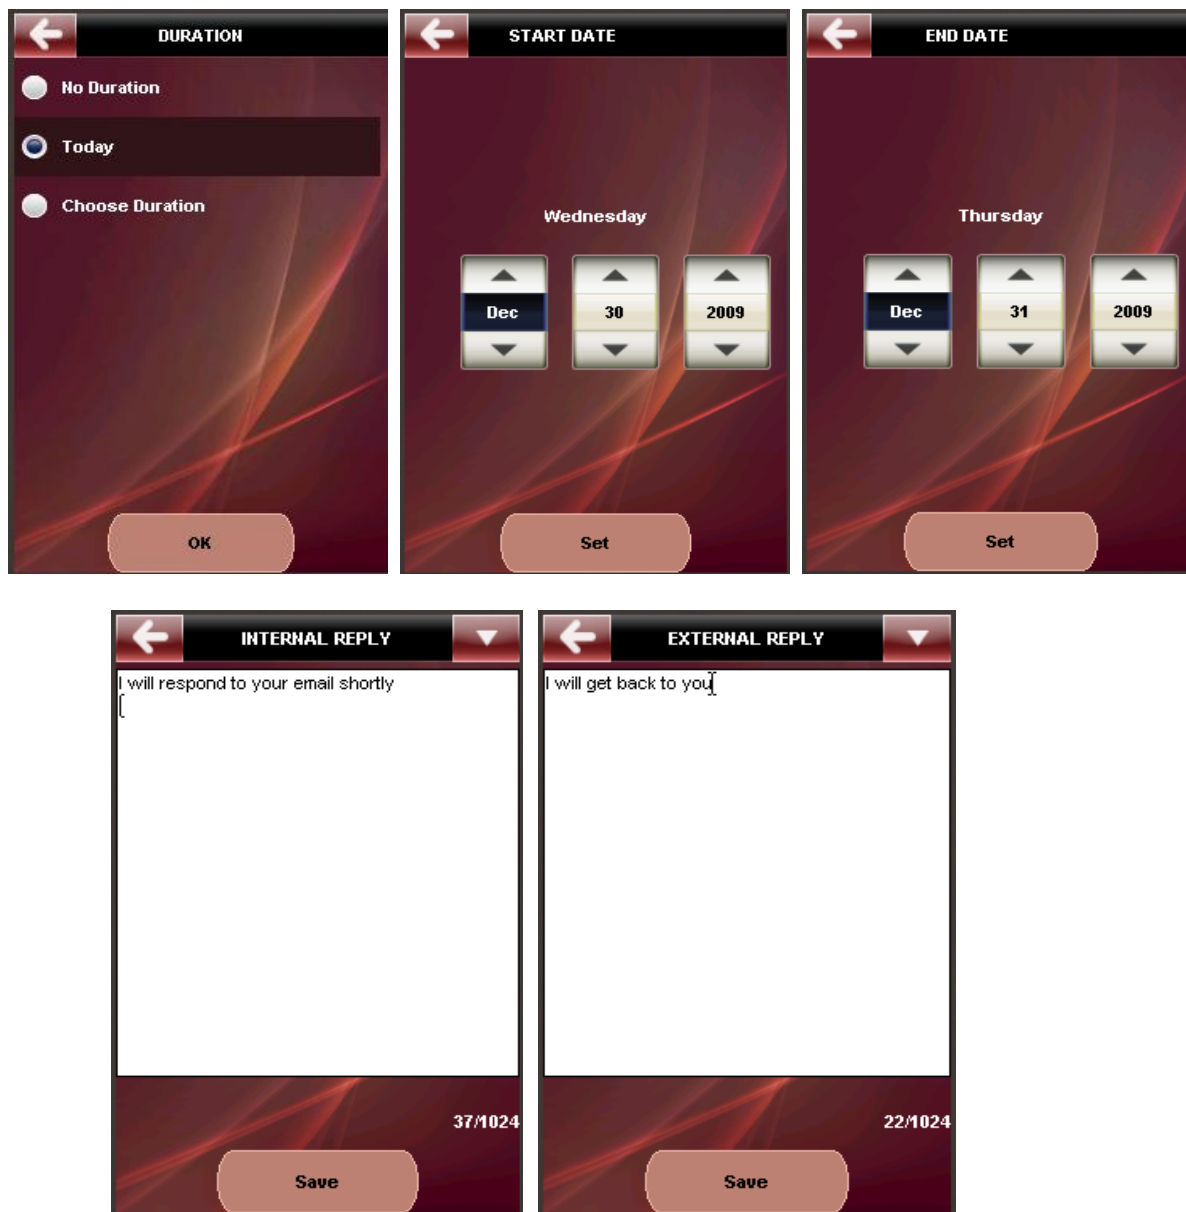 DURATION
No Duration
Today
Choose Duration
OK
START DATE
Wednesday
Dec 30 2009
Set
END DATE
Thursday
Dec 31 2009
Set
INTERNAL REPLY
I will respond to your email shortly
37/1024
Save
EXTERNAL REPLY
I will get back to you
22/1024
Save